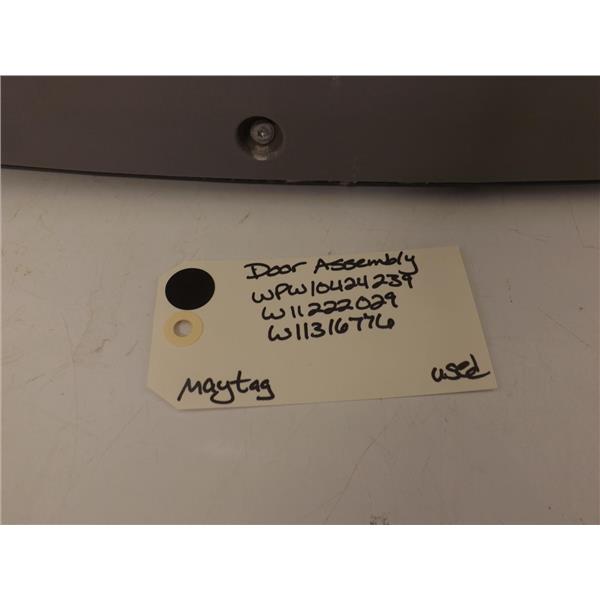 Door Assembly
WPW10424239
W11222029
W11316776
Maytag
used